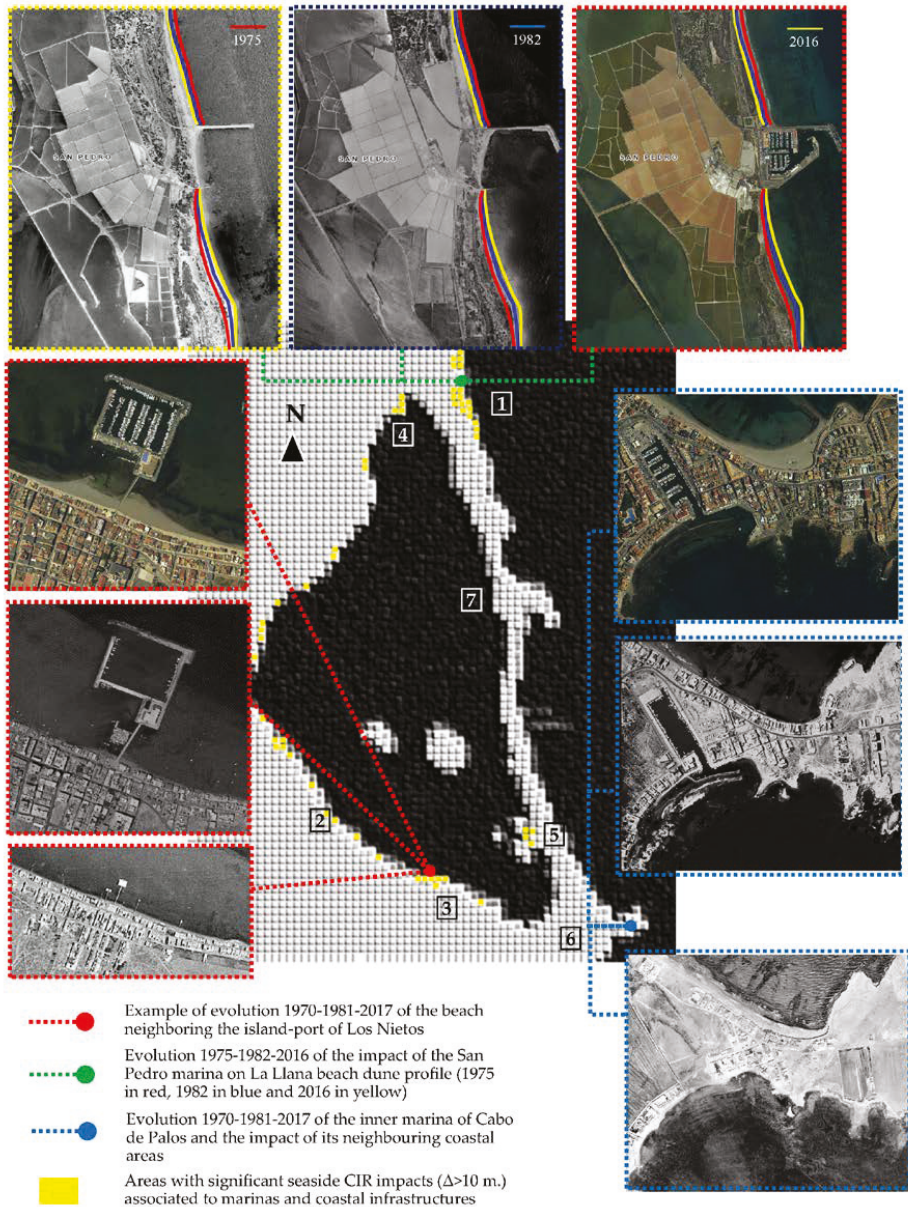 1975
1982
2016
SAN PEDRO
SAN PEDRO
SAN PEDRO
N
1
4
7
2
5
3
6
Example of evolution 1970-1981-2017 of the beach
neighboring the island-port of Los Nietos
Evolution 1975-1982-2016 of the impact of the San
Pedro marina on La Llana beach dune profile (1975
in red, 1982 in blue and 2016 in yellow)
Evolution 1970-1981-2017 of the inner marina of Cabo
de Palos and the impact of its neighbouring coastal
areas
Areas with significant seaside CIR impacts (Δ>10 m.)
associated to marinas and coastal infrastructures